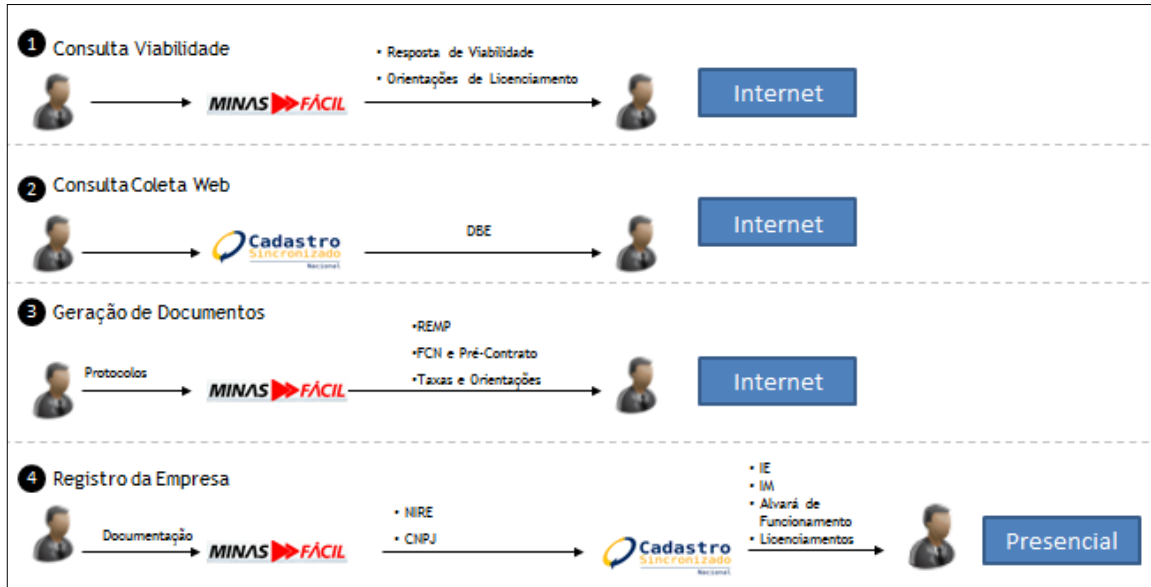 1 Consulta Viabilidade
• Resposta de Viabilidade
• Orientações de Licenciamento
MINAS FÁCIL
Internet
2 Consulta Coleta Web
Cadastro
Sincronizado
Nacional
DBE
Internet
3 Geração de Documentos
Protocolos
MINAS FÁCIL
•REMP
•FCN e Pré-Contrato
•Taxas e Orientações
Internet
4 Registro da Empresa
Documentação
MINAS FÁCIL
• NIRE
• CNPJ
Cadastro
Sincronizado
Nacional
• IE
• IM
• Alvará de
Funcionamento
• Licenciamentos
Presencial